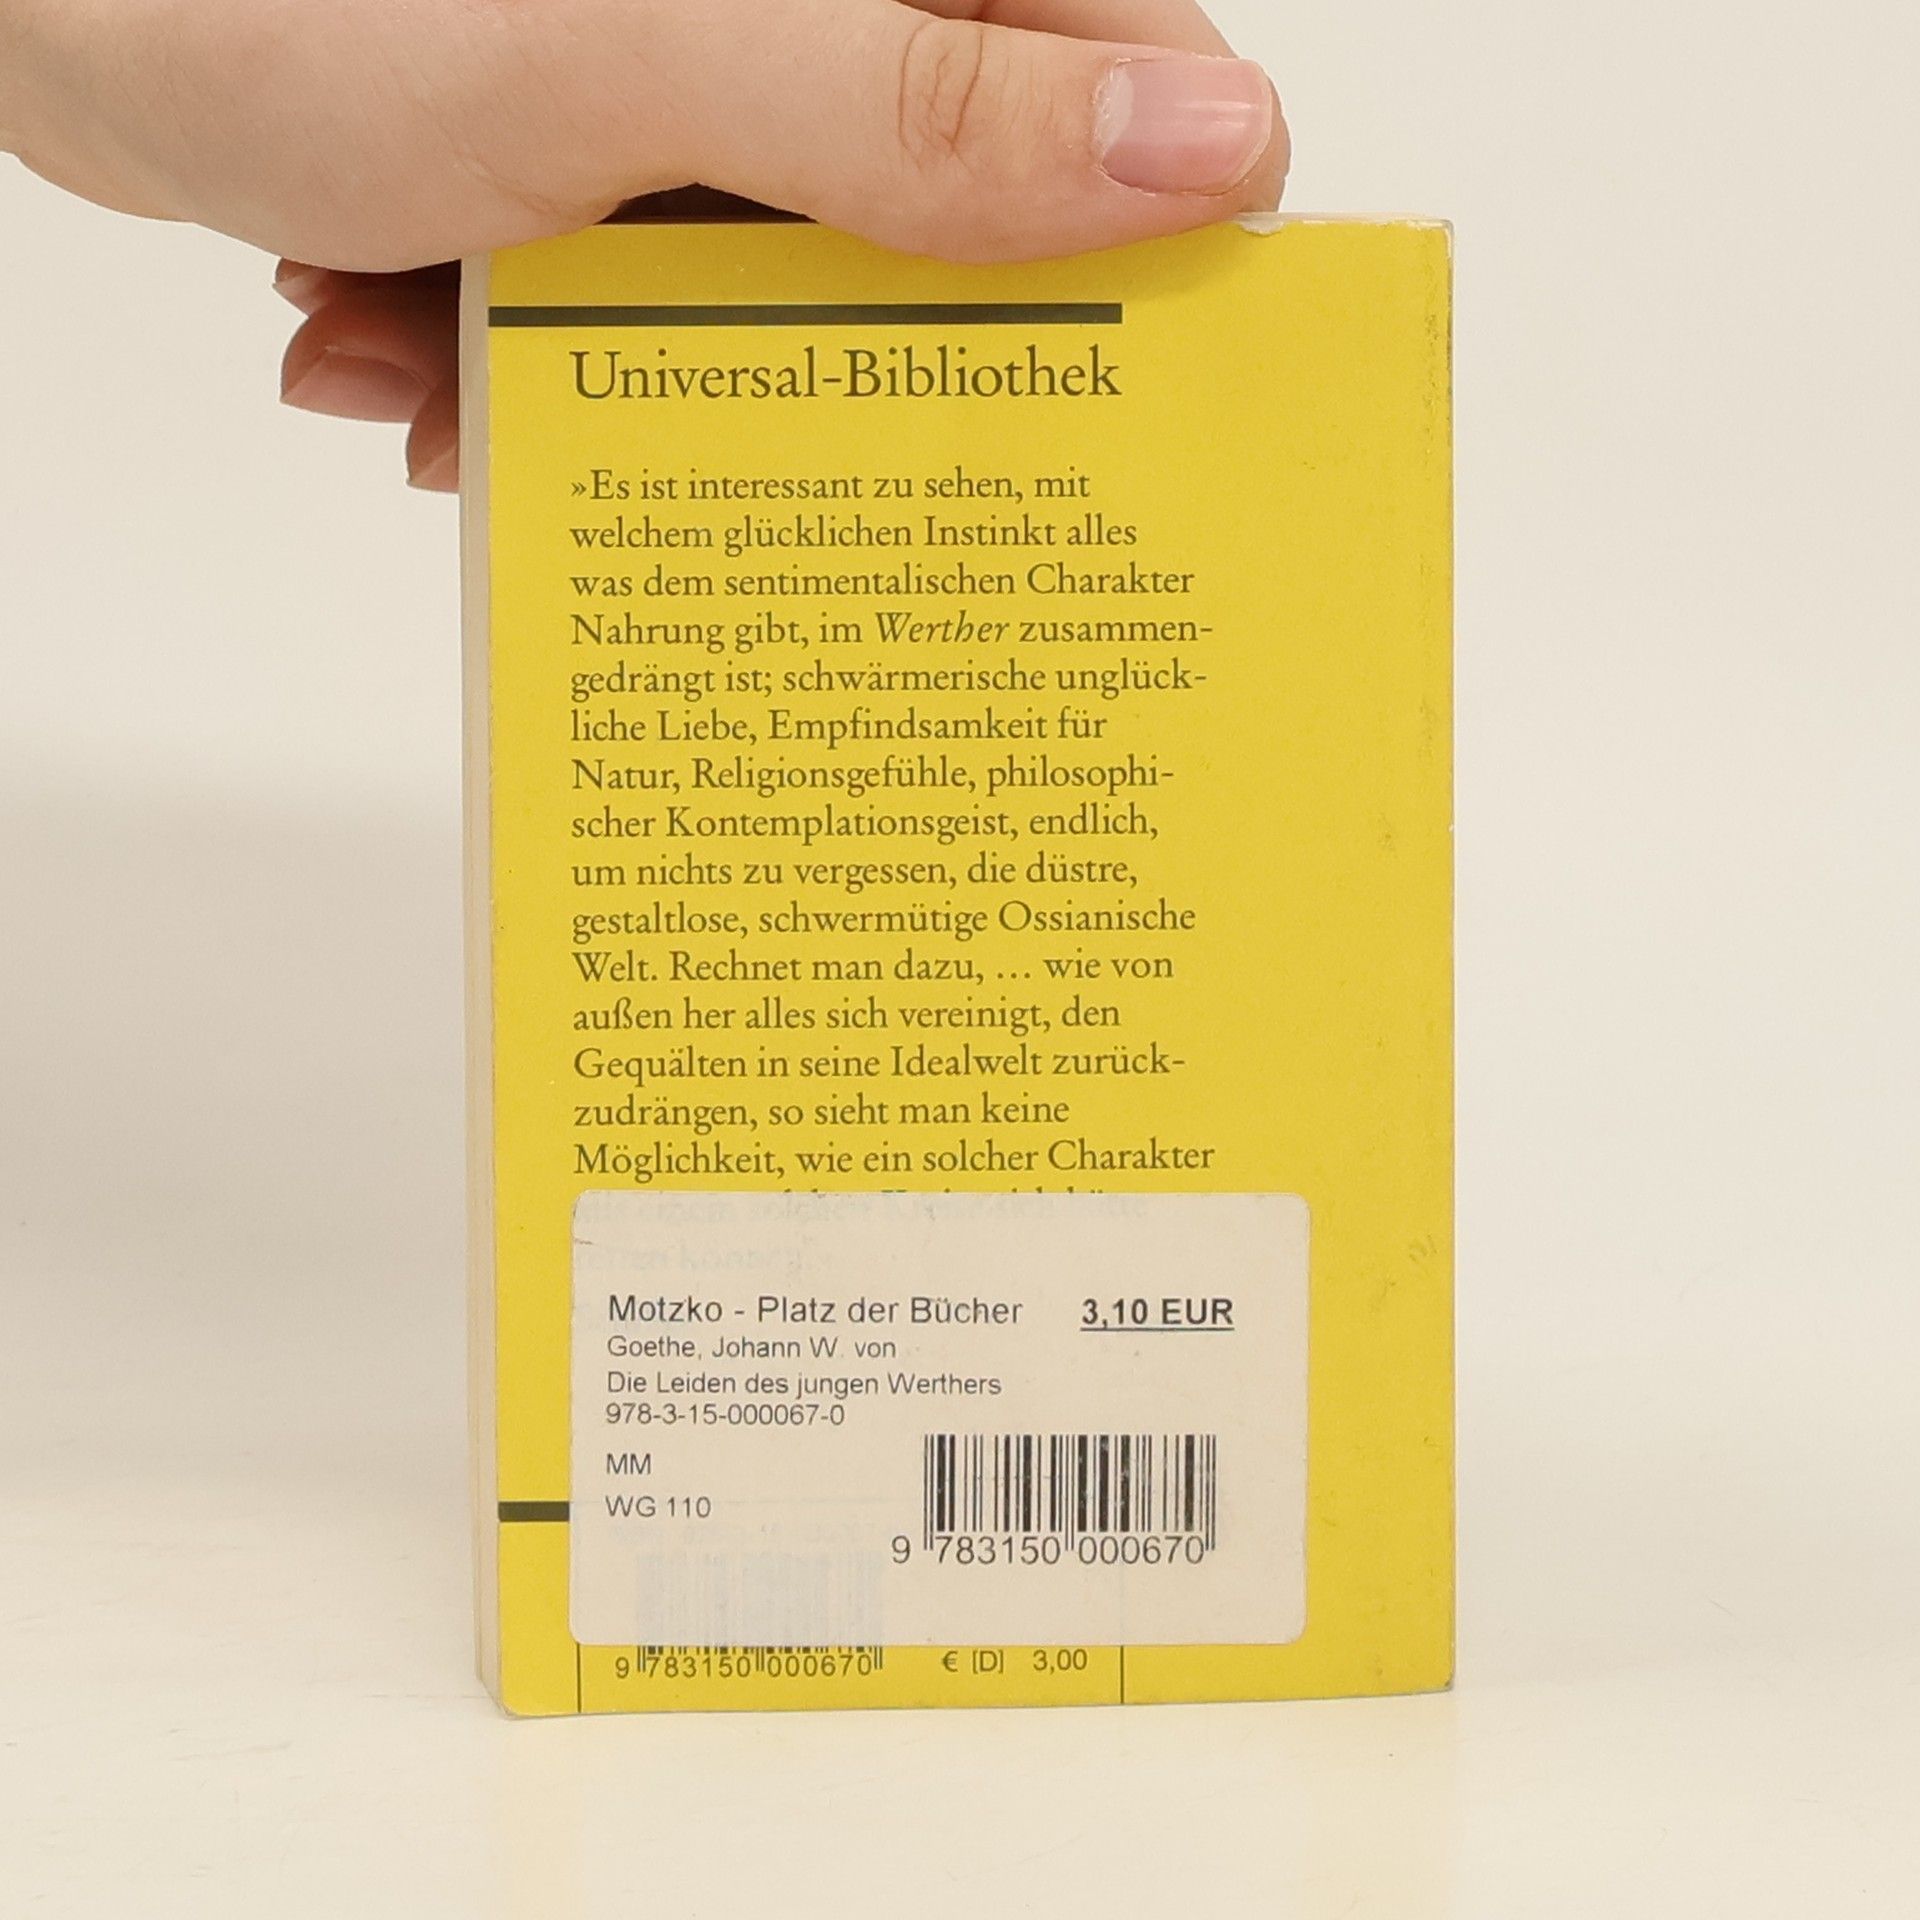 Universal-Bibliothek
»Es ist interessant zu sehen, mit
welchem glücklichen Instinkt alles
was dem sentimentalischen Charakter
Nahrung gibt, im Werther zusammen-
gedrängt ist; schwärmerische unglück-
liche Liebe, Empfindsamkeit für
Natur, Religionsgefühle, philosophi-
scher Kontemplationsgeist, endlich,
um nichts zu vergessen, die düstre,
gestaltlose, schwermütige Ossianische
Welt. Rechnet man dazu, ... wie von
außen her alles sich vereinigt, den
Gequälten in seine Idealwelt zurück-
zudrängen, so sieht man keine
Möglichkeit, wie ein solcher Charakter
Motzko - Platz der Bücher 3,10 EUR
Goethe, Johann W. von
Die Leiden des jungen Werthers
978-3-15-000067-0
MM
WG 110
9 783150 000670
9 783150 000670 € [D] 3,00